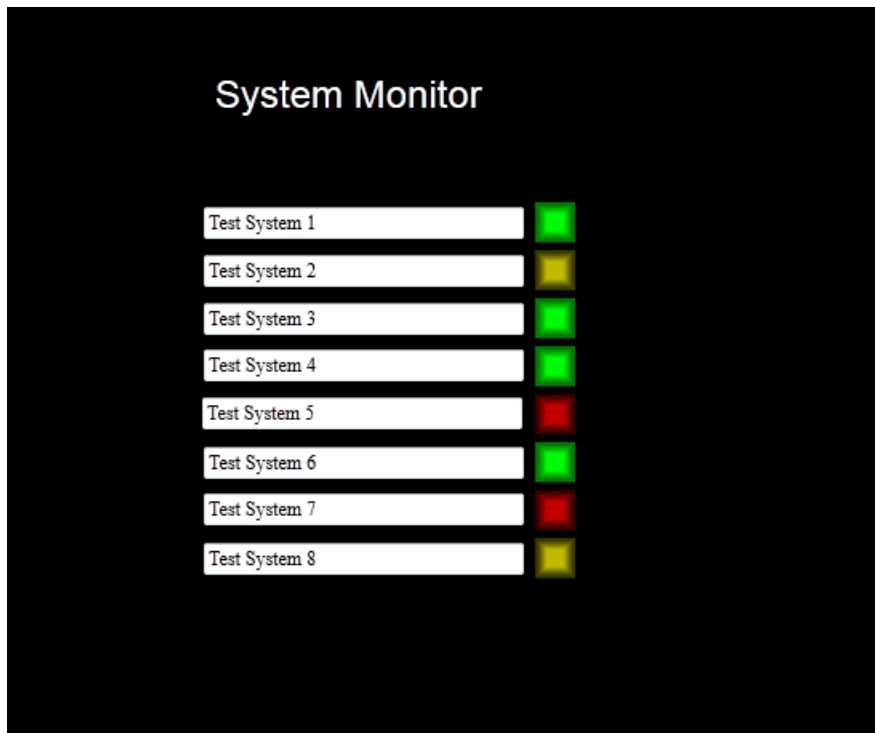 System Monitor
Test System 1
Test System 2
Test System 3
Test System 4
Test System 5
Test System 6
Test System 7
Test System 8